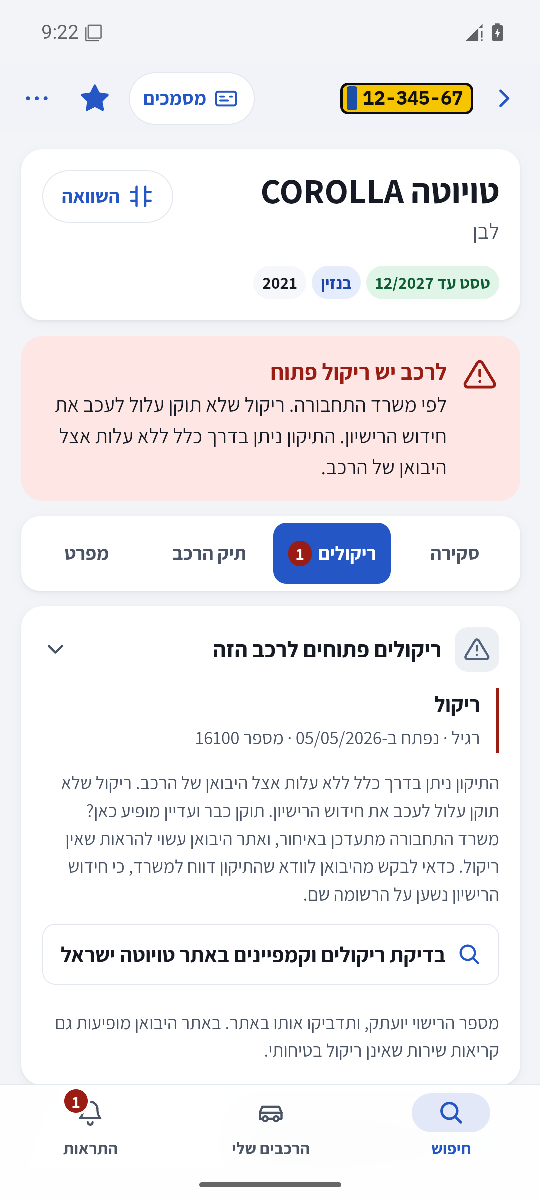 9:22
12-345-67
מסמכים
טויוטה COROLLA
השוואה
לבן
טסט עד 12/2027
בנזין
2021
לרכב יש ריקול פתוח
לפי משרד התחבורה. ריקול שלא תוקן עלול לעכב את
חידוש הרישיון. התיקון ניתן בדרך כלל ללא עלות אצל
היבואן של הרכב.
סקירה
ריקולים 1
תיק הרכב
מפרט
ריקולים פתוחים לרכב הזה
ריקול
רגיל · נפתח ב-05/05/2026 · מספר 16100
התיקון ניתן בדרך כלל ללא עלות אצל היבואן של הרכב. ריקול שלא
תוקן עלול לעכב את חידוש הרישיון. תוקן כבר ועדיין מופיע כאן?
משרד התחבורה מתעדכן באיחור, ואתר היבואן עשוי להראות שאין
ריקול. כדאי לבקש מהיבואן לוודא שהתיקון דווח למשרד, כי חידוש
הרישיון נשען על הרשומה שם.
בדיקת ריקולים וקמפיינים באתר טויוטה ישראל
מספר הרישוי יועתק, ותדביקו אותו באתר. באתר היבואן מופיעות גם
קריאות שירות שאינן ריקול בטיחותי.
חיפוש
הרכבים שלי
1
התראות